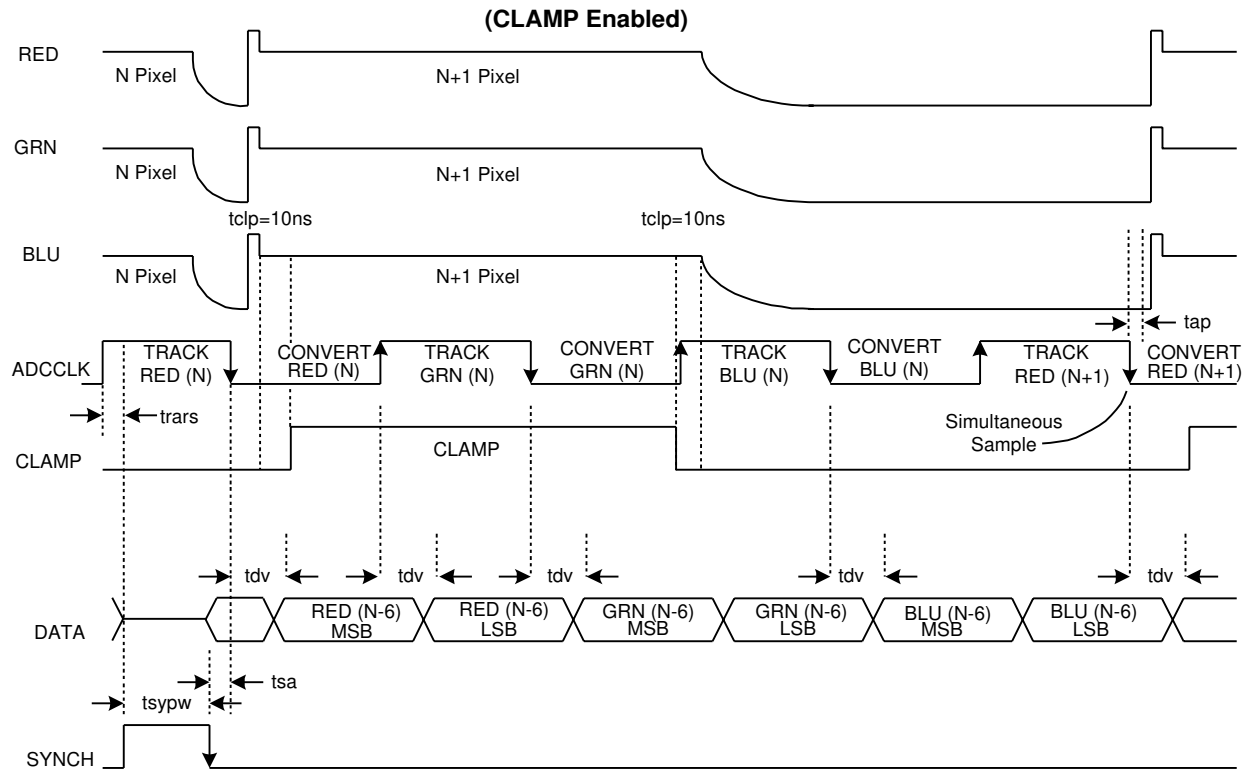 (CLAMP Enabled)
RED
N Pixel
N+1 Pixel
GRN
N Pixel
N+1 Pixel
tclp=10ns
tclp=10ns
BLU
N Pixel
N+1 Pixel
tap
ADCCLK
TRACK
RED (N)
CONVERT
RED (N)
TRACK
GRN (N)
CONVERT
GRN (N)
TRACK
BLU (N)
CONVERT
BLU (N)
TRACK
RED (N+1)
CONVERT
RED (N+1)
trars
Simultaneous
Sample
CLAMP
CLAMP
tdv
tdv
tdv
tdv
tdv
DATA
RED (N-6)
MSB
RED (N-6)
LSB
GRN (N-6)
MSB
GRN (N-6)
LSB
BLU (N-6)
MSB
BLU (N-6)
LSB
tsa
tsypw
SYNCH